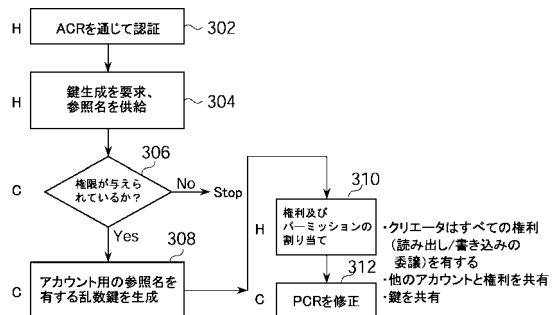 H
ACRを通じて認証
302
H
鍵生成を要求、
参照名を供給
304
306
C
権限が与えら
れているか?
No
Stop
Yes
308
C
アカウント用の参照名を
有する乱数鍵を生成
310
H
権利及び
パーミッションの
割り当て
・クリエータはすべての権利
(読み出し/書き込みの
委譲)を有する
・他のアカウントと権利を共有
・鍵を共有
312
C
PCRを修正